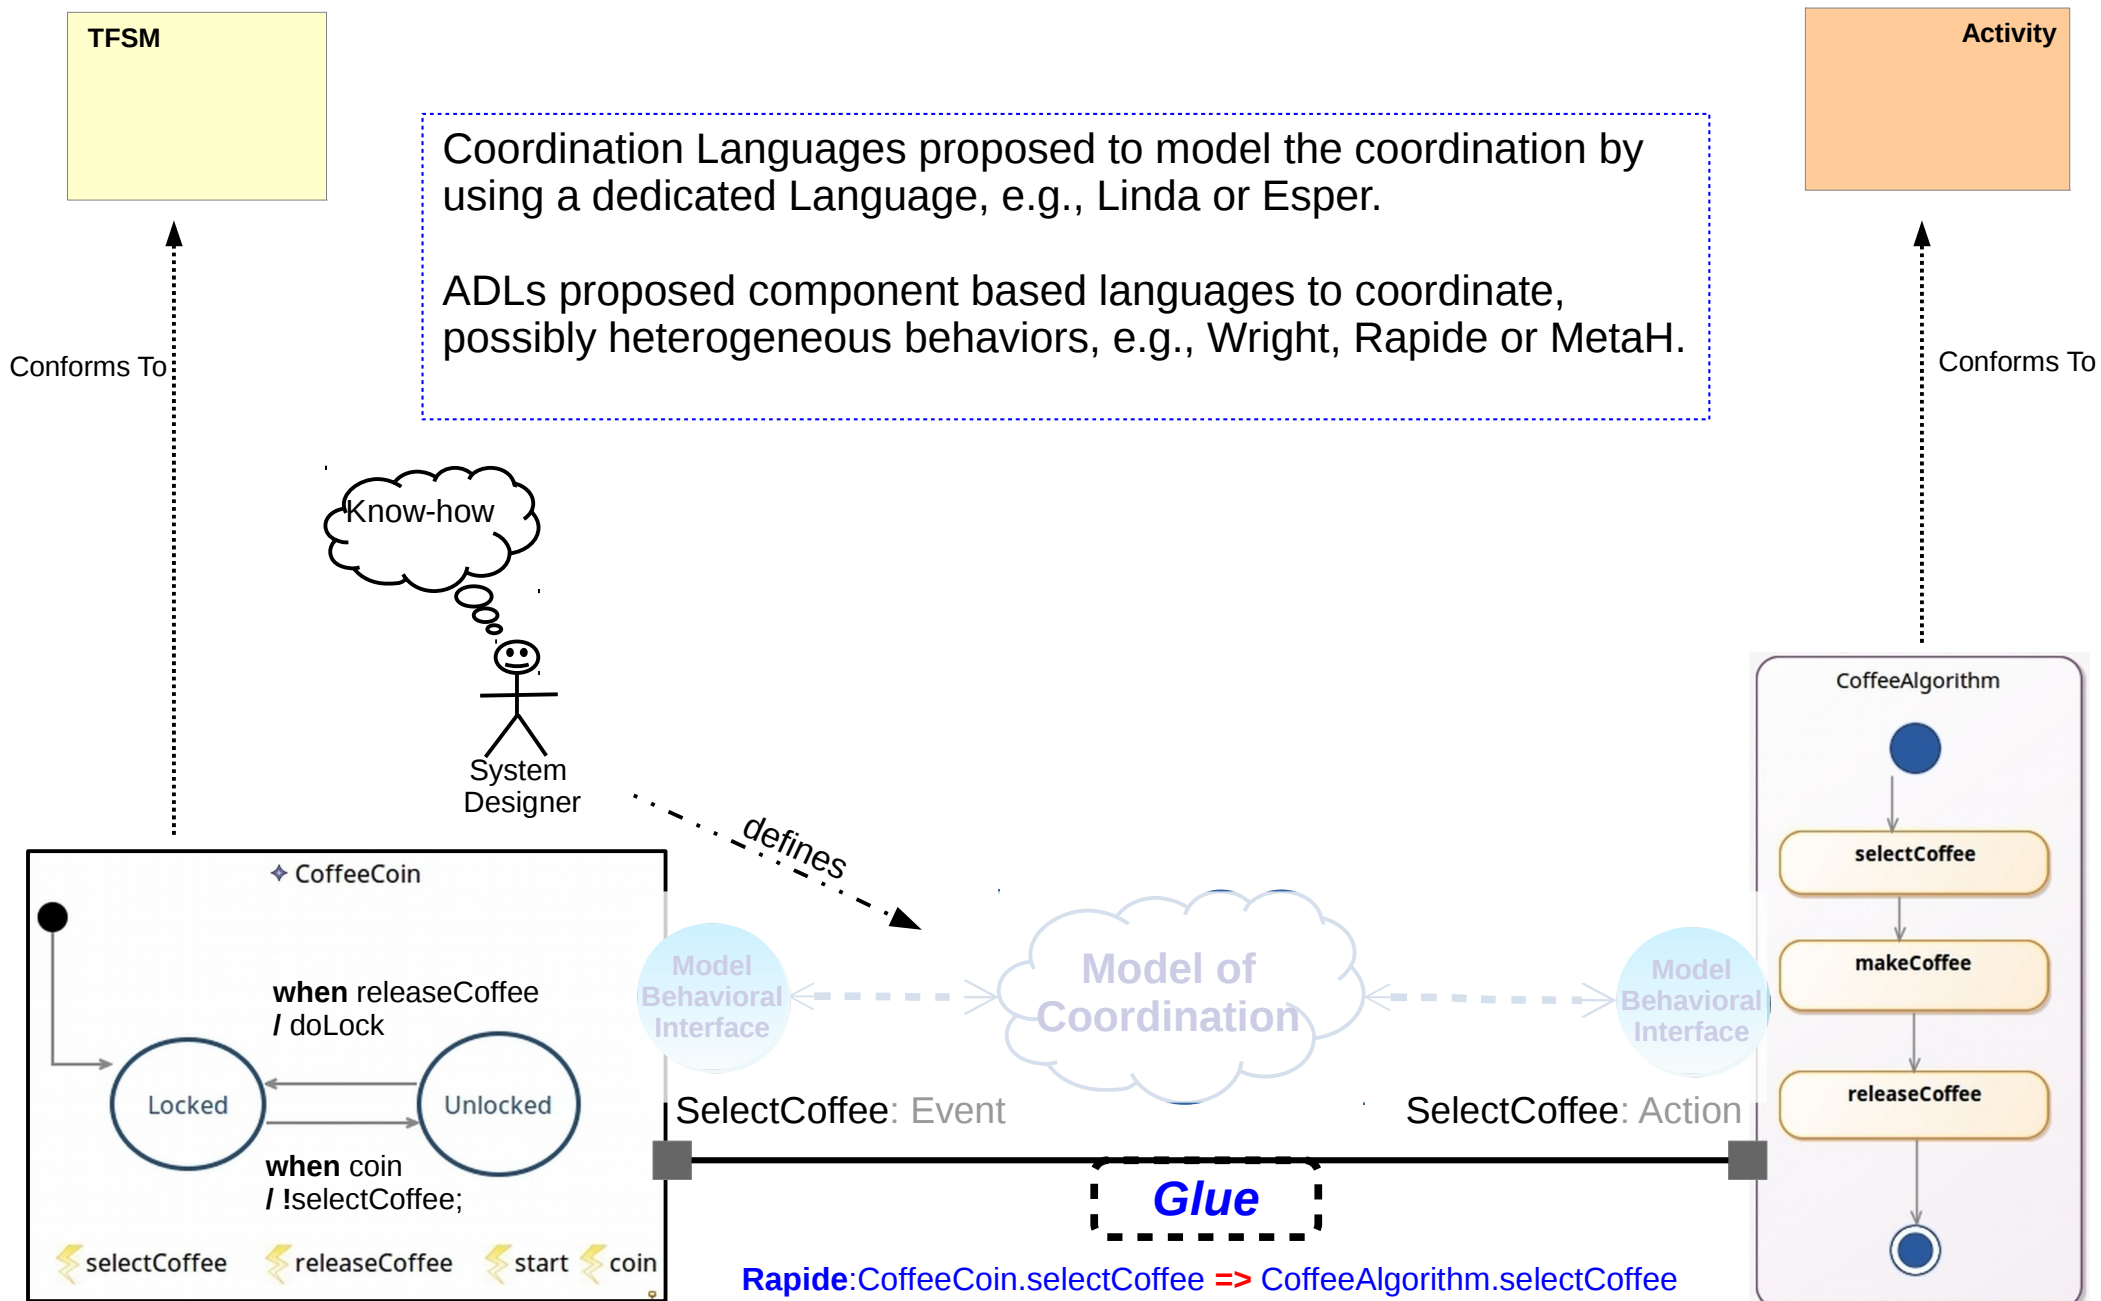 TFSM
Activity
Coordination Languages proposed to model the coordination by
using a dedicated Language, e.g., Linda or Esper.
ADLs proposed component based languages to coordinate,
possibly heterogeneous behaviors, e.g., Wright, Rapide or MetaH.
Conforms To
Conforms To
Know-how
System
Designer
defines
CoffeeCoin
when releaseCoffee
/ doLock
Locked
Unlocked
when coin
/ !selectCoffee;
selectCoffee
releaseCoffee
start
coin
Model
Behavioral
Interface
Model of
Coordination
Model
Behavioral
Interface
SelectCoffee: Event
SelectCoffee: Action
Glue
Rapide:CoffeeCoin.selectCoffee => CoffeeAlgorithm.selectCoffee
CoffeeAlgorithm
selectCoffee
makeCoffee
releaseCoffee